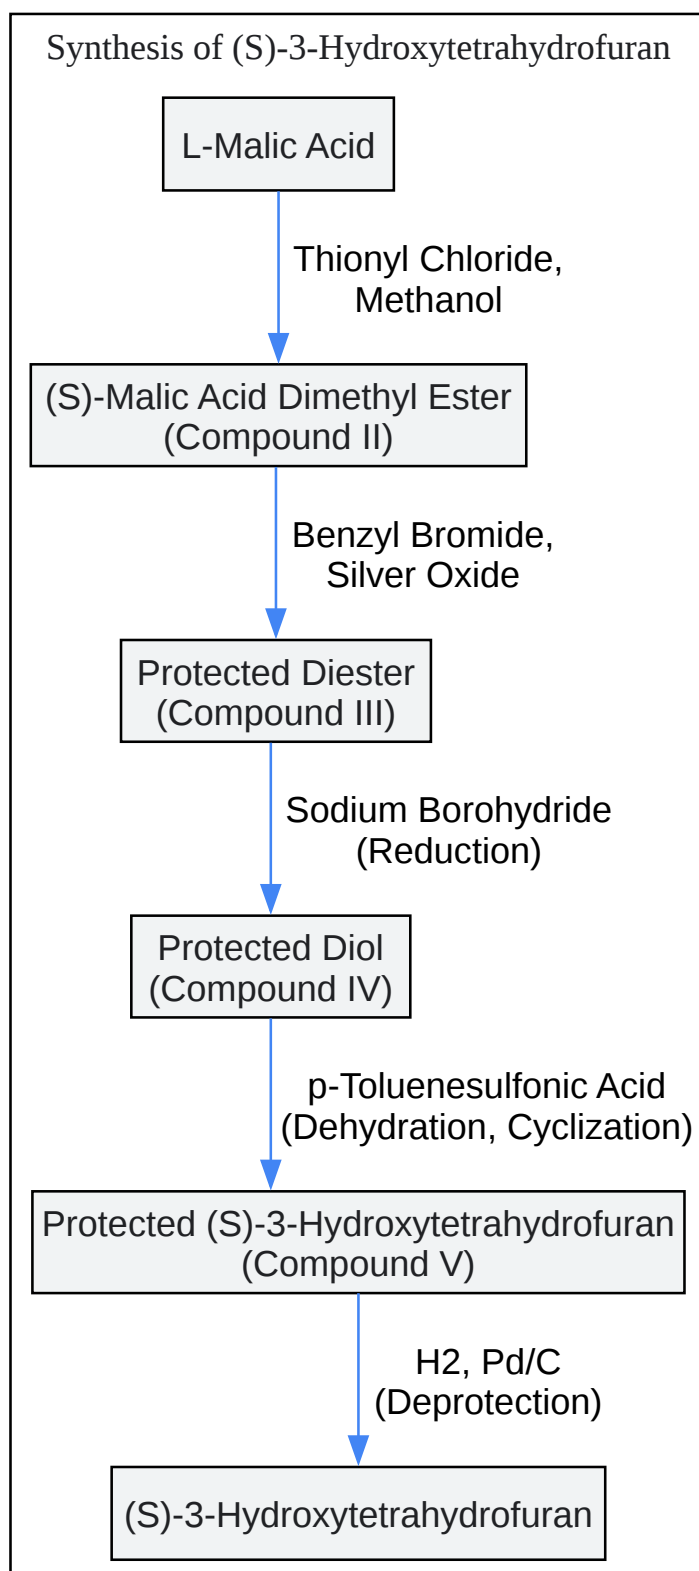 Synthesis of (S)-3-Hydroxytetrahydrofuran
L-Malic Acid
Thionyl Chloride,
Methanol
(S)-Malic Acid Dimethyl Ester
(Compound II)
Benzyl Bromide,
Silver Oxide
Protected Diester
(Compound III)
Sodium Borohydride
(Reduction)
Protected Diol
(Compound IV)
p-Toluenesulfonic Acid
(Dehydration, Cyclization)
Protected (S)-3-Hydroxytetrahydrofuran
(Compound V)
H2, Pd/C
(Deprotection)
(S)-3-Hydroxytetrahydrofuran